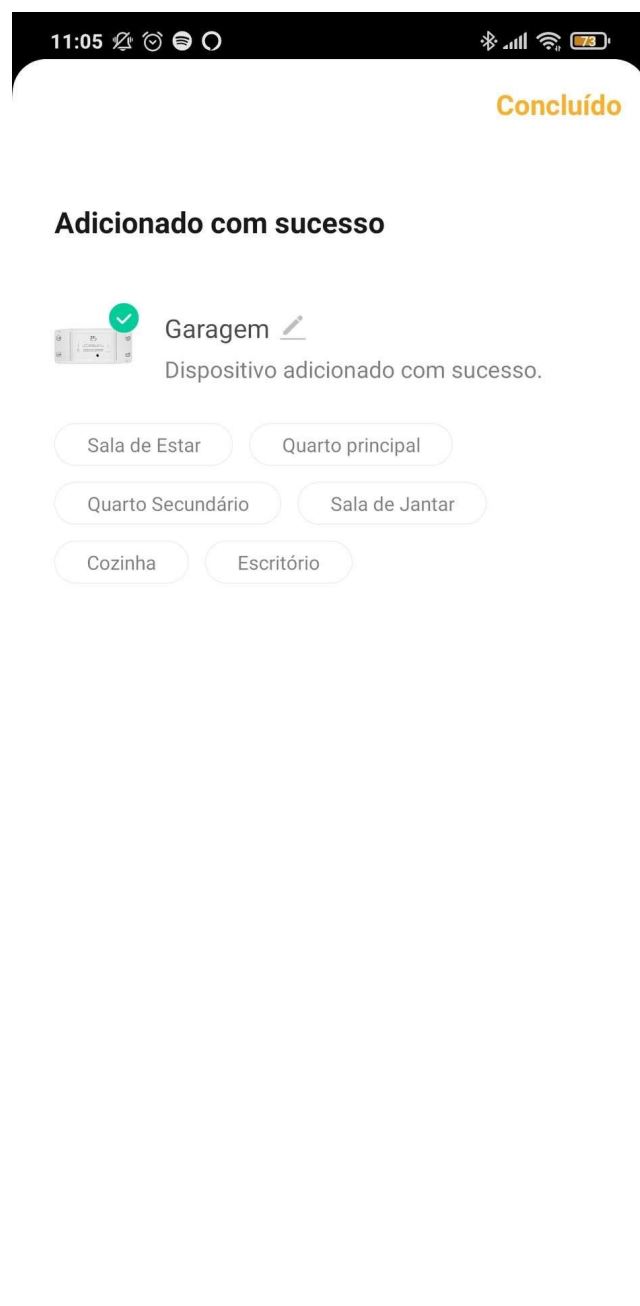 11:05
73
Concluído
Adicionado com sucesso
Garagem
Dispositivo adicionado com sucesso.
Sala de Estar Quarto principal
Quarto Secundário Sala de Jantar
Cozinha Escritório